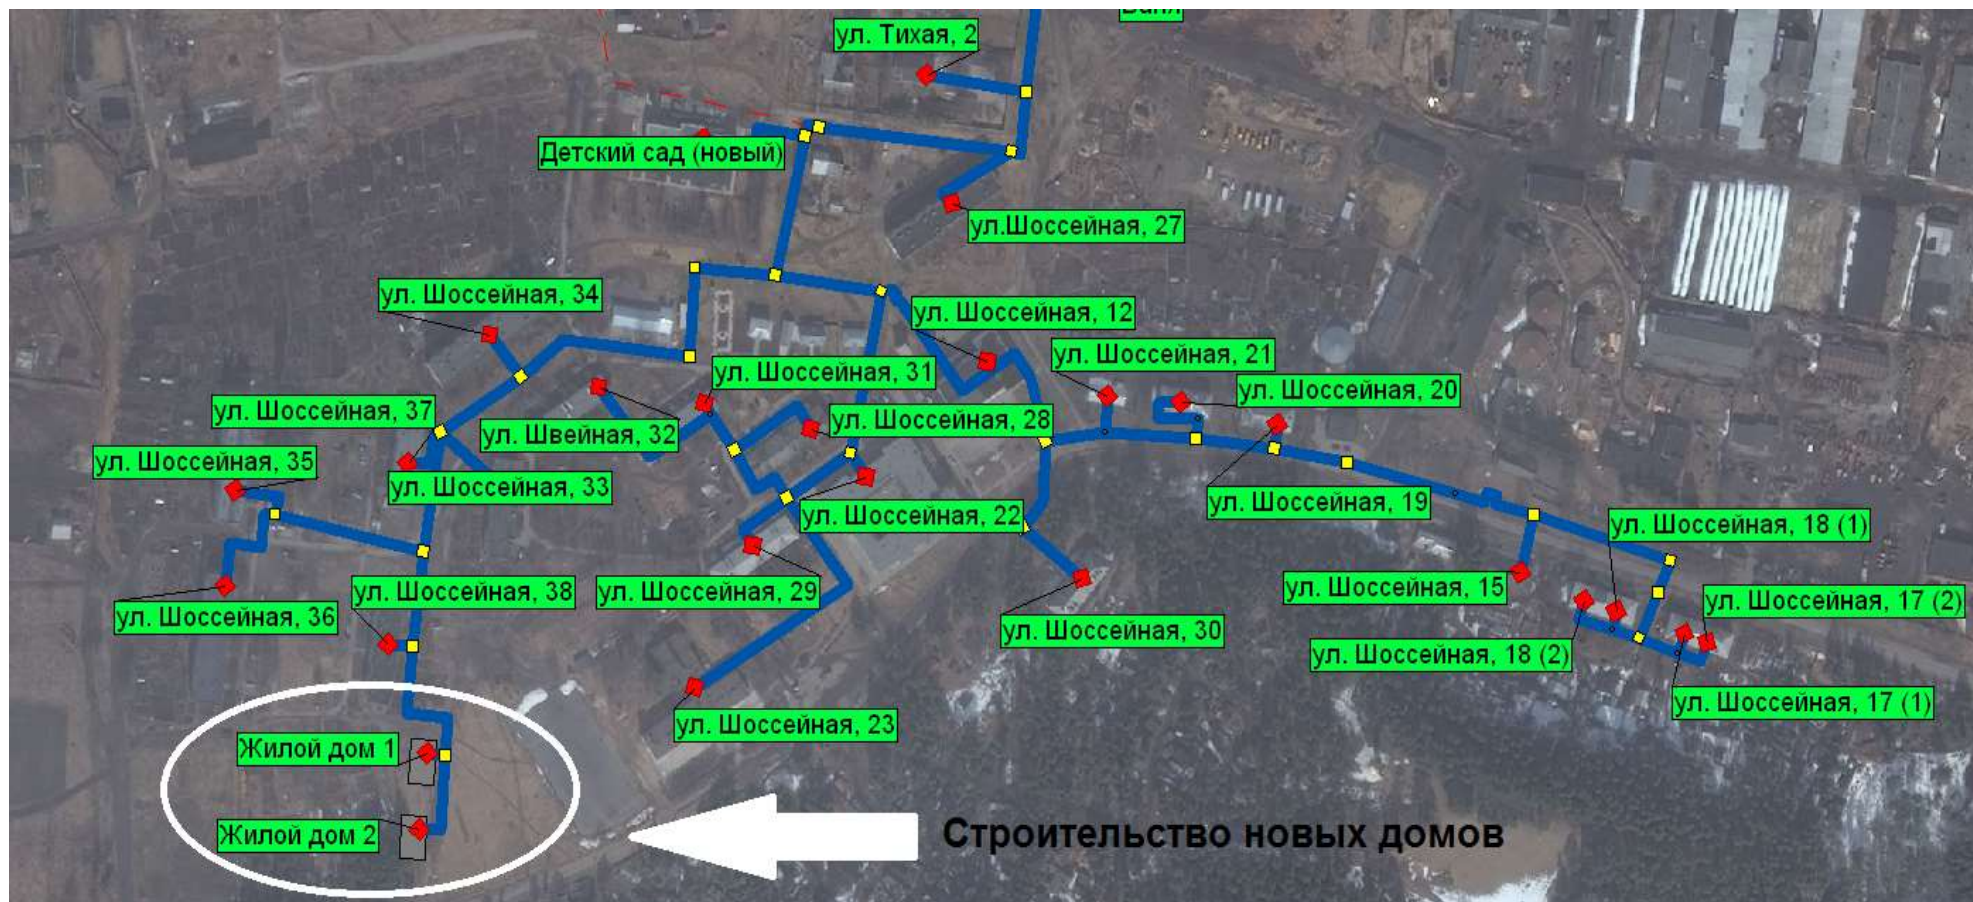 Баня
ул. Тихая, 2
Детский сад (новый)
ул.Шоссейная, 27
ул. Шоссейная, 34
ул. Шоссейная, 12
ул. Шоссейная, 21
ул. Шоссейная, 31
ул. Шоссейная, 20
ул. Шоссейная, 37
ул. Швейная, 32
ул. Шоссейная, 28
ул. Шоссейная, 35
ул. Шоссейная, 33
ул. Шоссейная, 19
ул. Шоссейная, 22
ул. Шоссейная, 18 (1)
ул. Шоссейная, 38
ул. Шоссейная, 29
ул. Шоссейная, 15
ул. Шоссейная, 17 (2)
ул. Шоссейная, 36
ул. Шоссейная, 30
ул. Шоссейная, 18 (2)
ул. Шоссейная, 17 (1)
ул. Шоссейная, 23
Жилой дом 1
Жилой дом 2
Строительство новых домов